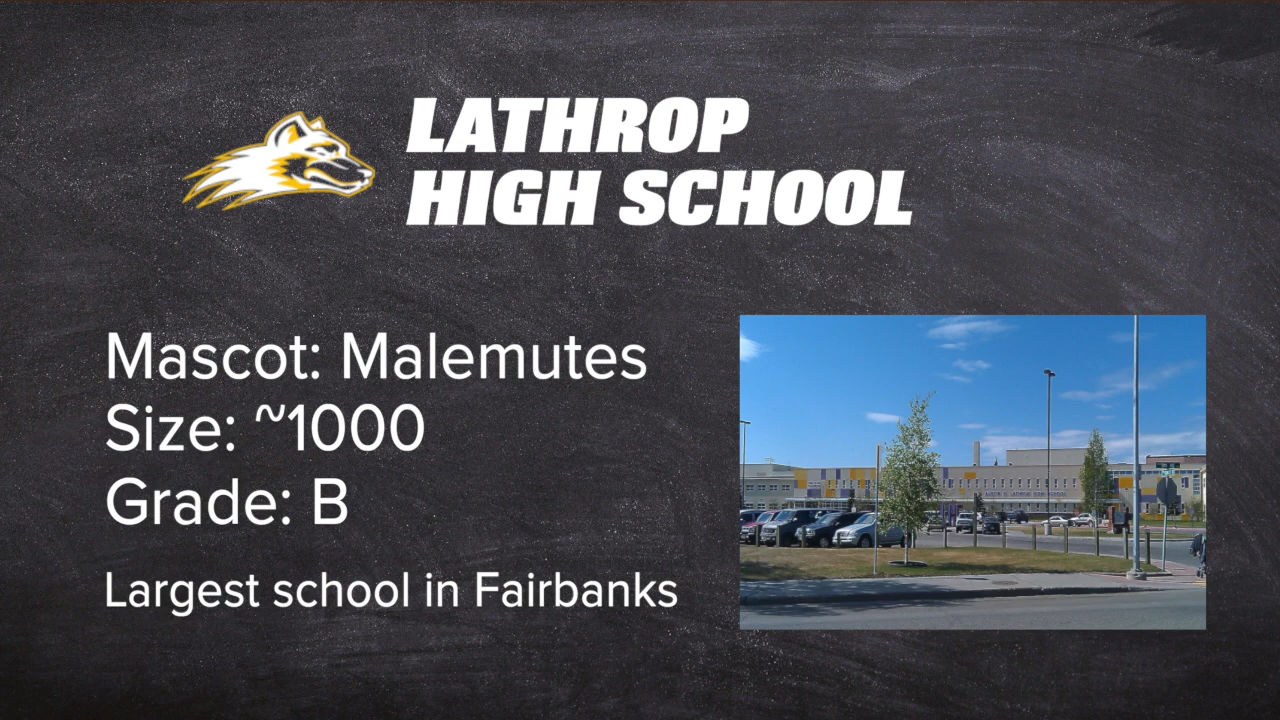 LATHROP
HIGH SCHOOL
Mascot: Malemutes
Size: ~1000
Grade: B
Largest school in Fairbanks